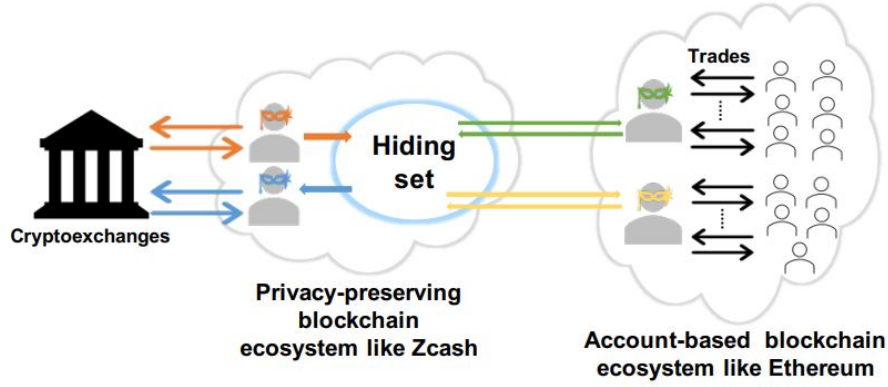 Trades
Hiding
set
Cryptoexchanges
Privacy-preserving
blockchain
ecosystem like Zcash
Account-based blockchain
ecosystem like Ethereum